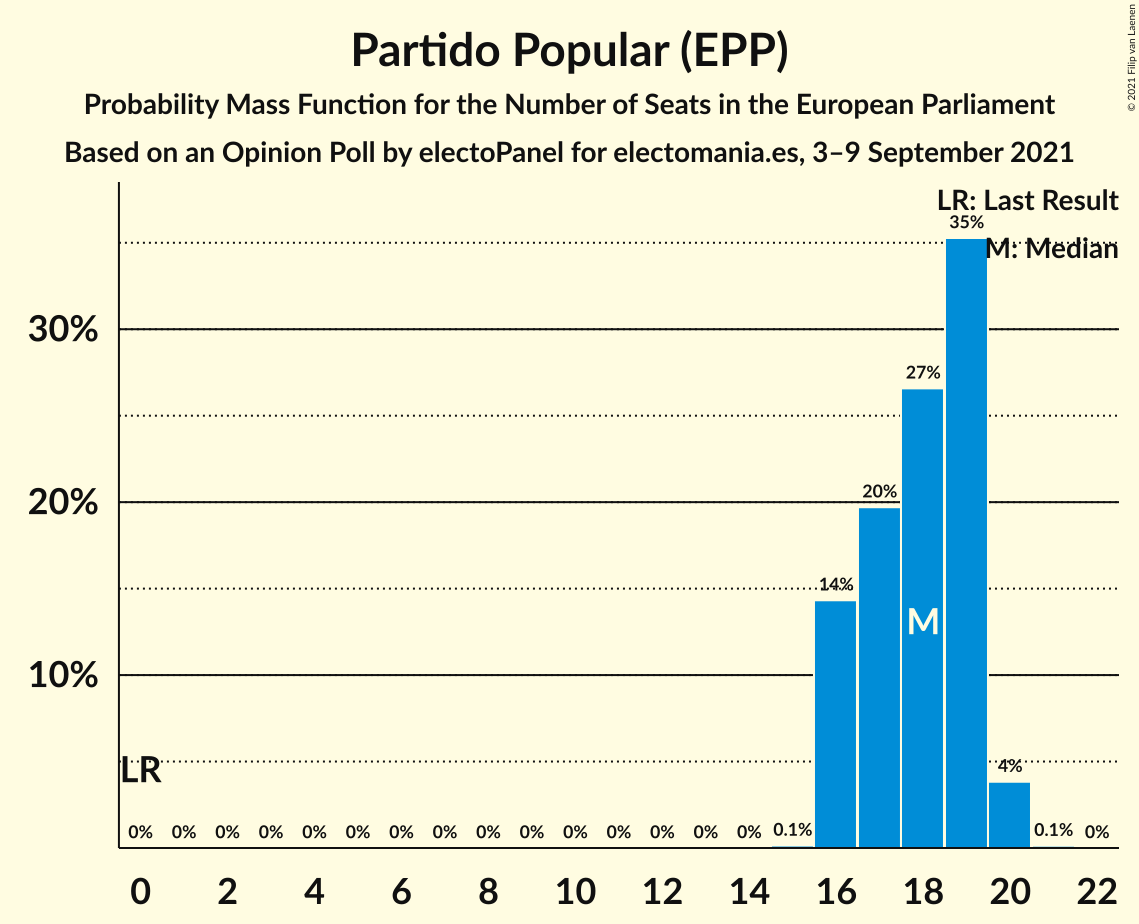 Partido Popular (EPP)
Probability Mass Function for the Number of Seats in the European Parliament
Based on an Opinion Poll by electoPanel for electomania.es, 3–9 September 2021
© 2021 Filip van Laenen
LR: Last Result
M: Median
35%
30%
27%
20%
20%
14%
M
10%
LR
4%
0% 0% 0% 0% 0% 0% 0% 0% 0% 0% 0% 0% 0% 0% 0% 0.1% 0.1% 0%
0 2 4 6 8 10 12 14 16 18 20 22